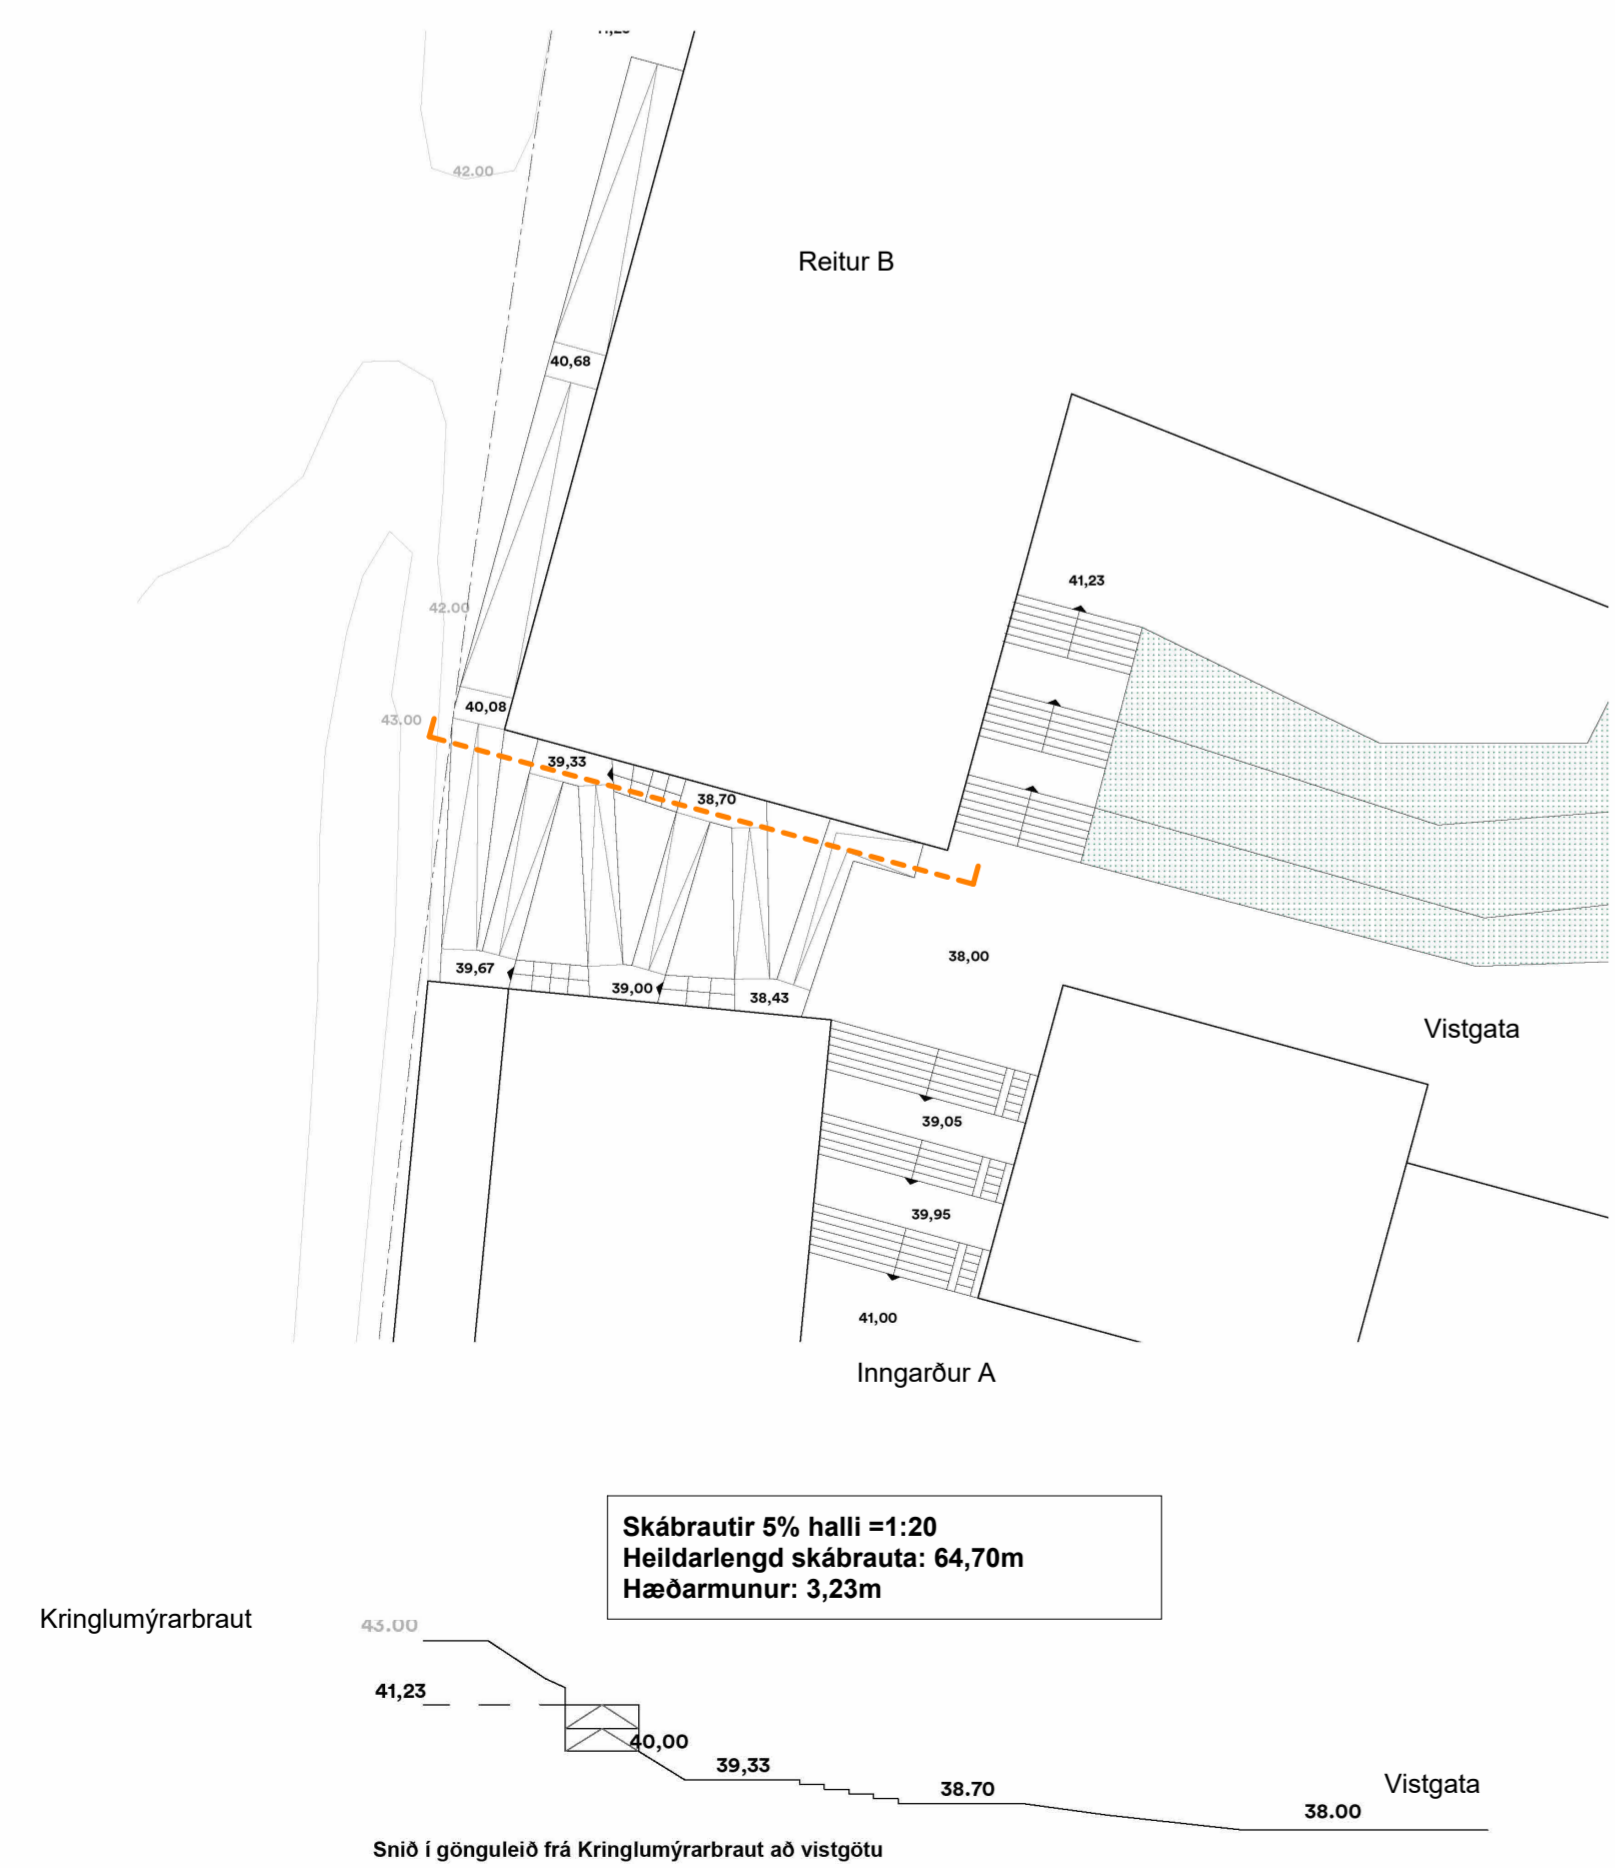 42.00
Reitur B
40,68
41,23
42.00
40,08
43.00
39,33
38,70
38,00
39,67
39,00
38,43
Vistgata
39,05
39,95
41,00
Inngarður A
Skábrautir 5% halli =1:20
Heildarlengd skábrauta: 64,70m
Hæðarmunur: 3,23m
Kringlumýrarbraut
43.00
41,23
40,00
39,33
38.70
Vistgata
38.00
Snið í gönguleið frá Kringlumýrarbraut að vistgötu